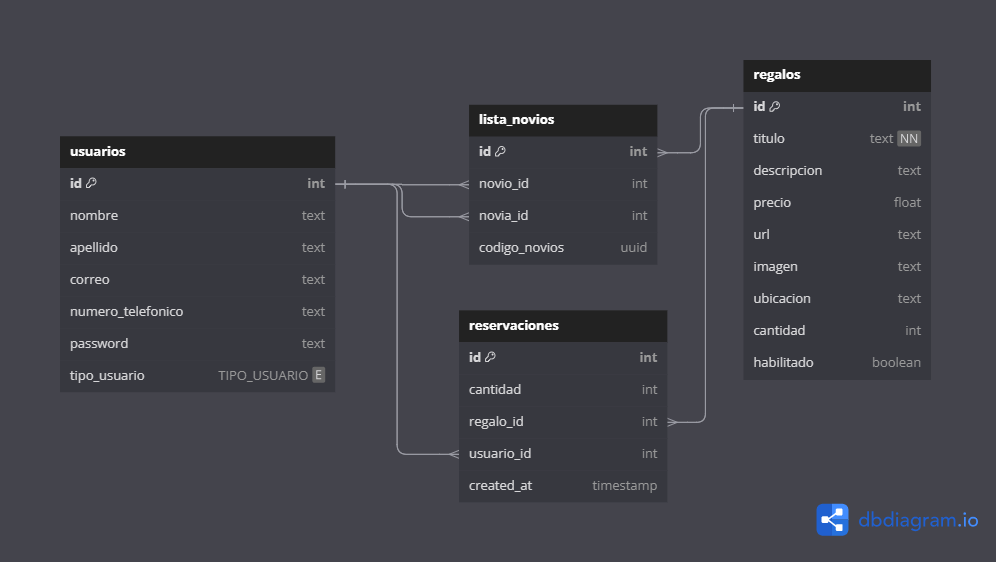 usuarios
id int
nombre text
apellido text
correo text
numero_telefonico text
password text
tipo_usuario TIPO_USUARIO E
lista_novios
id int
novio_id int
novia_id int
codigo_novios uuid
reservaciones
id int
cantidad int
regalo_id int
usuario_id int
created_at timestamp
regalos
id int
titulo text NN
descripcion text
precio float
url text
imagen text
ubicacion text
cantidad int
habilitado boolean
dbdiagram.io